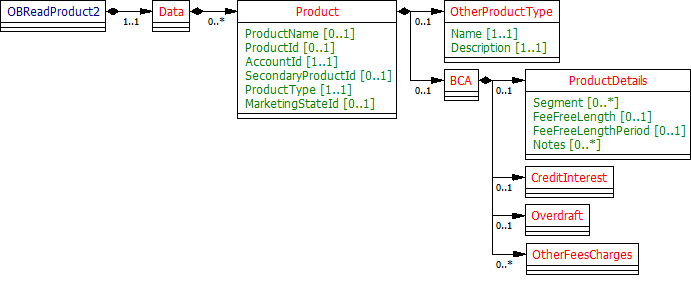 OBReadProduct2
1..1
Data
0..*
Product
ProductName [0..1]
ProductId [0..1]
AccountId [1..1]
SecondaryProductId [0..1]
ProductType [1..1]
MarketingStateId [0..1]
0..1
OtherProductType
Name [1..1]
Description [1..1]
0..1
BCA
0..1
ProductDetails
Segment [0..*]
FeeFreeLength [0..1]
FeeFreeLengthPeriod [0..1]
Notes [0..*]
0..1
CreditInterest
0..1
Overdraft
0..*
OtherFeesCharges